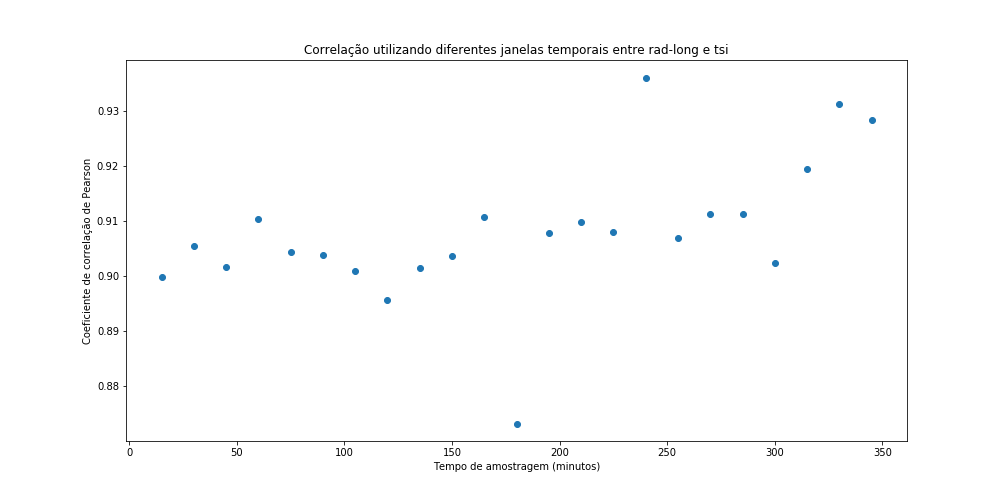 Correlação utilizando diferentes janelas temporais entre rad-long e tsi
Coeficiente de correlação de Pearson
0.93
0.92
0.91
0.90
0.89
0.88
0 50 100 150 200 250 300 350
Tempo de amostragem (minutos)